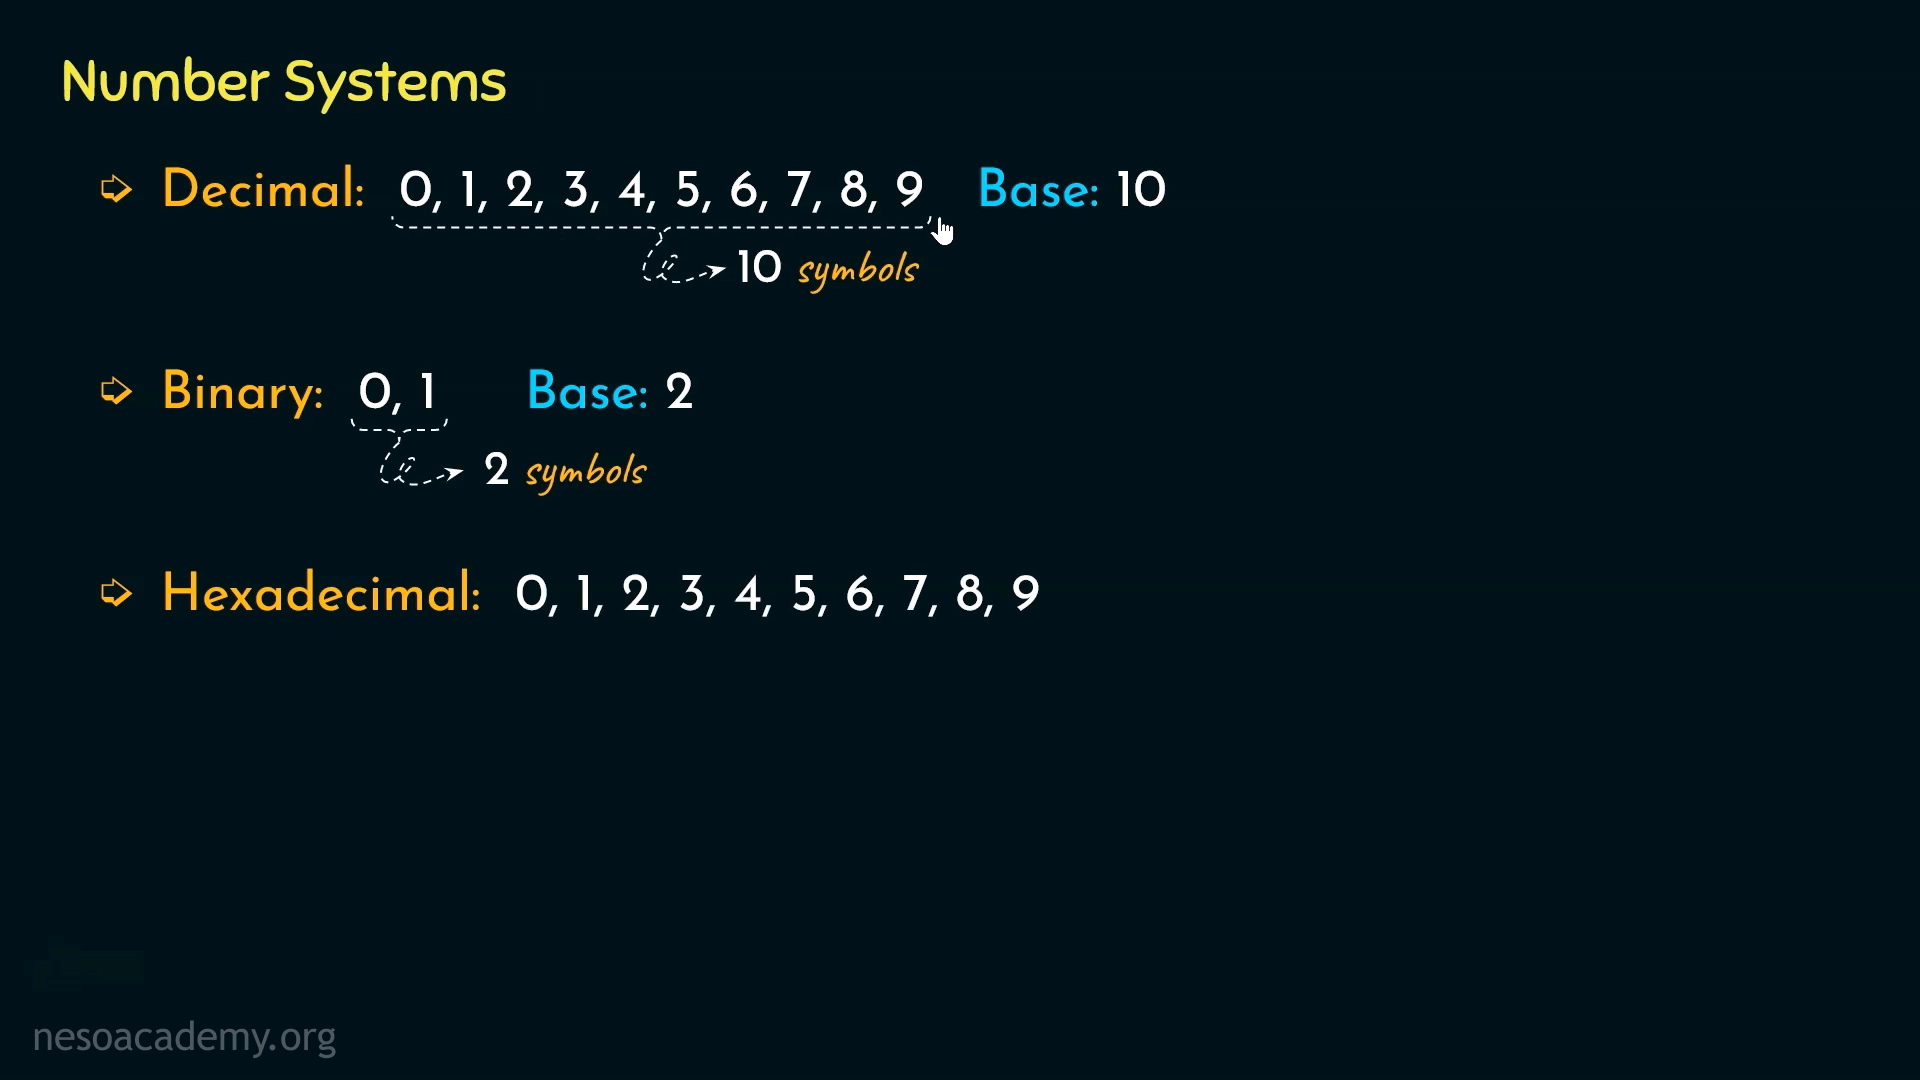 Number Systems
Decimal: 0, 1, 2, 3, 4, 5, 6, 7, 8, 9 Base: 10
10 symbols
Binary: 0, 1 Base: 2
2 symbols
Hexadecimal: 0, 1, 2, 3, 4, 5, 6, 7, 8, 9
nesoacademy.org